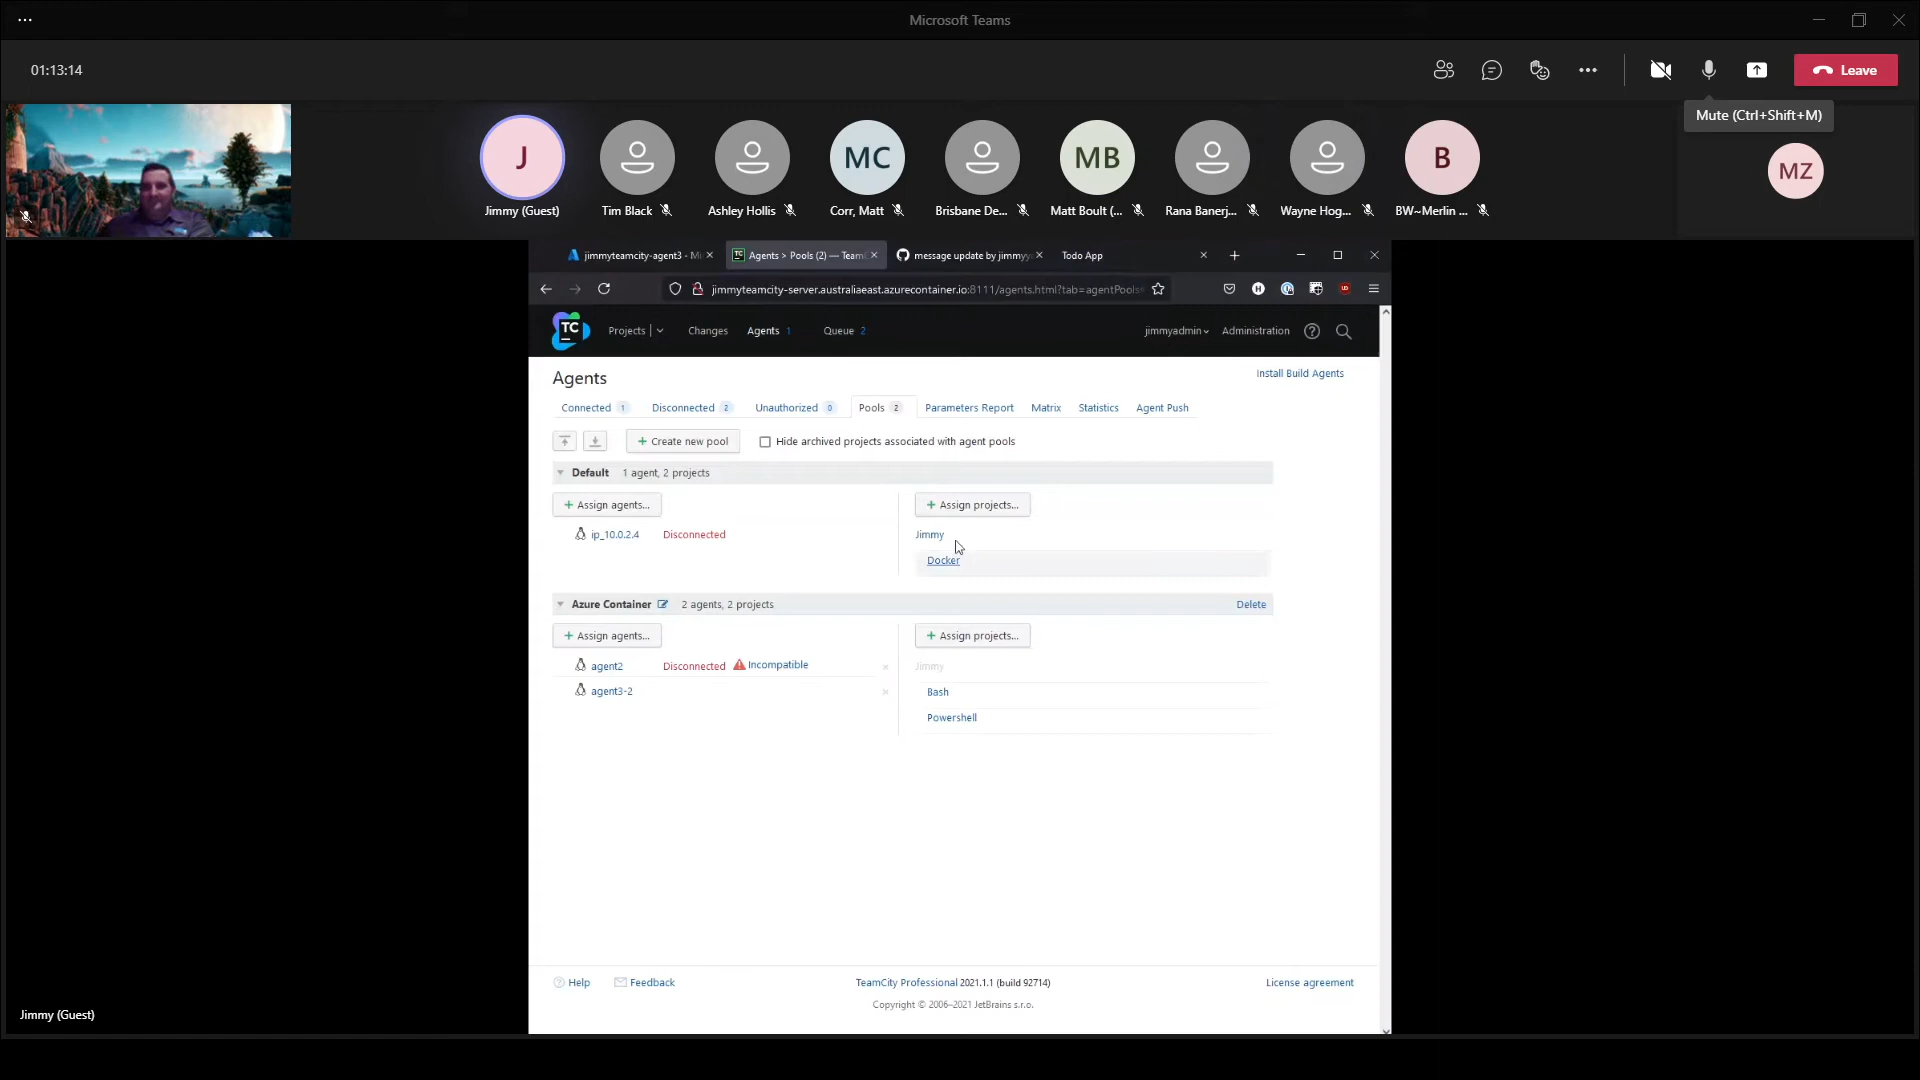 Microsoft Teams
01:13:14
Leave
Mute (Ctrl+Shift+M)
J
MC
MB
B
MZ
Jimmy (Guest)
Tim Black
Ashley Hollis
Corr, Matt
Brisbane De...
Matt Boult (...
Rana Banerj...
Wayne Hog...
BW~Merlin ...
jimmyteamcity-agent3 - Mi
TC
Agents > Pools (2) — Team
message update by jimmyy
Todo App
jimmyteamcity-server.australiaeast.azurecontainer.io:8111/agents.html?tab=agentPools
TC
Projects
Changes
Agents 1
Queue 2
jimmyadmin
Administration
Agents
Install Build Agents
Connected 1
Disconnected 2
Unauthorized 0
Pools 2
Parameters Report
Matrix
Statistics
Agent Push
+ Create new pool
Hide archived projects associated with agent pools
Default 1 agent, 2 projects
+ Assign agents...
+ Assign projects...
ip_10.0.2.4 Disconnected
Jimmy
Docker
Azure Container 2 agents, 2 projects
Delete
+ Assign agents...
+ Assign projects...
agent2 Disconnected Incompatible
Jimmy
agent3-2
Bash
Powershell
Help
Feedback
TeamCity Professional 2021.1.1 (build 92714)
License agreement
Copyright © 2006–2021 JetBrains s.r.o.
Jimmy (Guest)